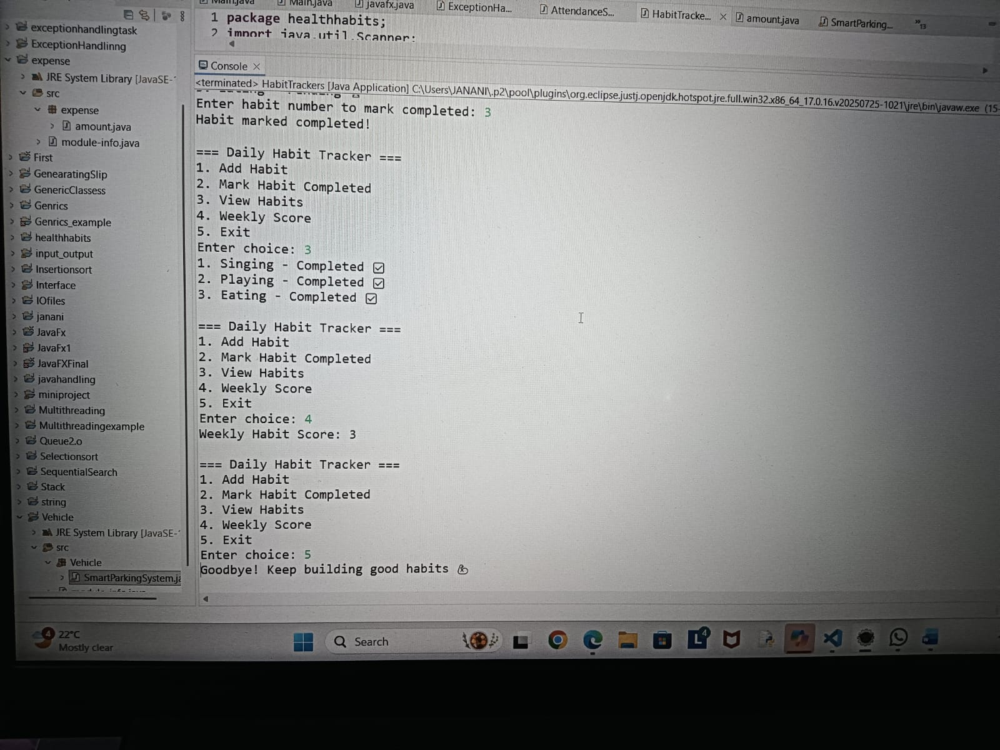 Main.java
Main.java
javafx.java
ExceptionHa...
AttendanceS...
HabitTracke...
amount.java
SmartParking...
»13
1 package healthhabits;
2 import java.util.Scanner;
exceptionhandlingtask
ExceptionHandlinng
expense
JRE System Library [JavaSE-1
src
expense
amount.java
module-info.java
First
GenearatingSlip
GenericClassess
Genrics
Genrics_example
healthhabits
input_output
Insertionsort
Interface
IOfiles
janani
JavaFx
JavaFx1
JavaFXFinal
javahandling
miniproject
Multithreading
Multithreadingexample
Queue2.o
Selectionsort
SequentialSearch
Stack
string
Vehicle
JRE System Library [JavaSE-1
src
Vehicle
SmartParkingSystem.ja
Console
<terminated> HabitTrackers [Java Application] C:\Users\JANANI\.p2\pool\plugins\org.eclipse.justj.openjdk.hotspot.jre.full.win32.x86_64_17.0.16.v20250725-1021\jre\bin\javaw.exe (15-
Enter habit number to mark completed: 3
Habit marked completed!
=== Daily Habit Tracker ===
1. Add Habit
2. Mark Habit Completed
3. View Habits
4. Weekly Score
5. Exit
Enter choice: 3
1. Singing - Completed ☑
2. Playing - Completed ☑
3. Eating - Completed ☑
=== Daily Habit Tracker ===
1. Add Habit
2. Mark Habit Completed
3. View Habits
4. Weekly Score
5. Exit
Enter choice: 4
Weekly Habit Score: 3
=== Daily Habit Tracker ===
1. Add Habit
2. Mark Habit Completed
3. View Habits
4. Weekly Score
5. Exit
Enter choice: 5
Goodbye! Keep building good habits 💪
4
22°C
Mostly clear
Search
L
4